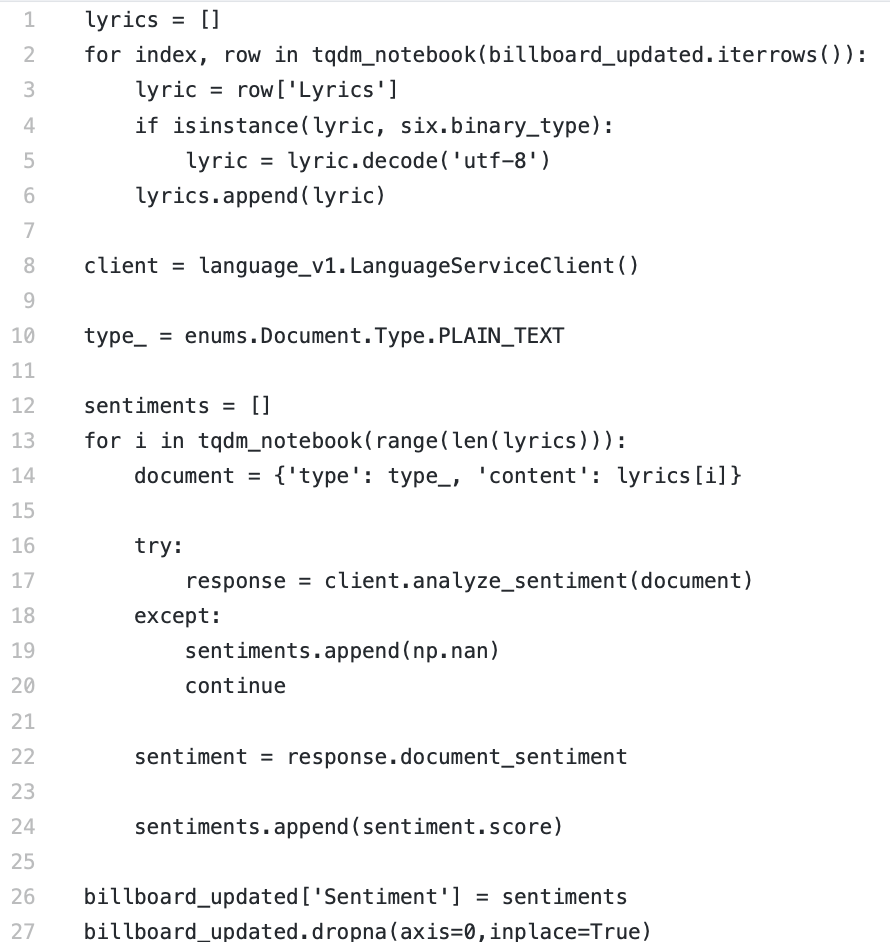 1 lyrics = []
2 for index, row in tqdm_notebook(billboard_updated.iterrows()):
3     lyric = row['Lyrics']
4     if isinstance(lyric, six.binary_type):
5         lyric = lyric.decode('utf-8')
6     lyrics.append(lyric)
7
8 client = language_v1.LanguageServiceClient()
9
10 type_ = enums.Document.Type.PLAIN_TEXT
11
12 sentiments = []
13 for i in tqdm_notebook(range(len(lyrics))):
14     document = {'type': type_, 'content': lyrics[i]}
15
16     try:
17         response = client.analyze_sentiment(document)
18     except:
19         sentiments.append(np.nan)
20         continue
21
22     sentiment = response.document_sentiment
23
24     sentiments.append(sentiment.score)
25
26 billboard_updated['Sentiment'] = sentiments
27 billboard_updated.dropna(axis=0,inplace=True)